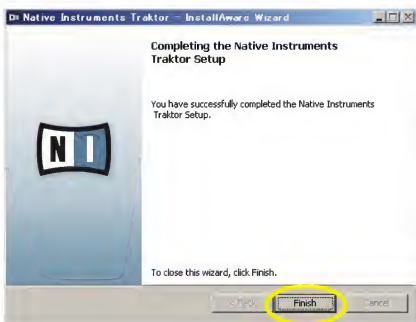 Native Instruments Traktor - InstallAware Wizard
Completing the Native Instruments
Traktor Setup
You have successfully completed the Native Instruments
Traktor Setup.
N I
To close this wizard, click Finish.
< Back Finish Cancel